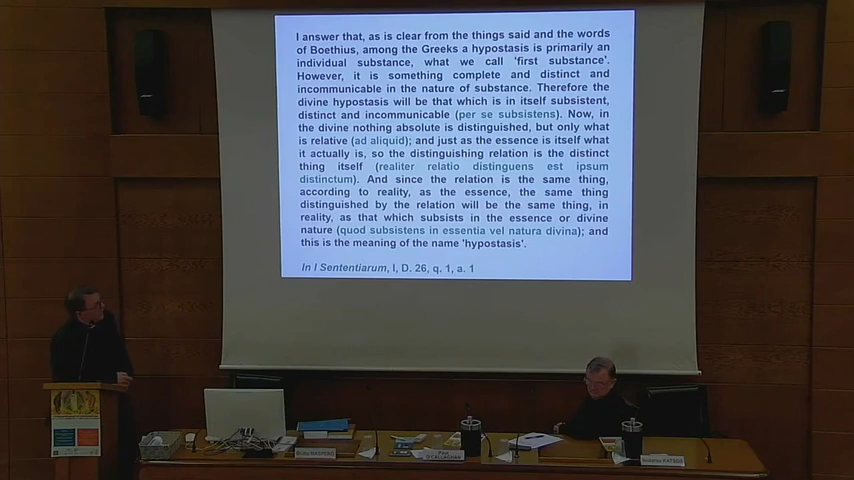 I answer that, as is clear from the things said and the words
of Boethius, among the Greeks a hypostasis is primarily an
individual substance, what we call 'first substance'.
However, it is something complete and distinct and
incommunicable in the nature of substance. Therefore the
divine hypostasis will be that which is in itself subsistent,
distinct and incommunicable (per se subsistens). Now, in
the divine nothing absolute is distinguished, but only what
is relative (ad aliquid); and just as the essence is itself what
it actually is, so the distinguishing relation is the distinct
thing itself (realiter relatio distinguens est ipsum
distinctum). And since the relation is the same thing,
according to reality, as the essence, the same thing
distinguished by the relation will be the same thing, in
reality, as that which subsists in the essence or divine
nature (quod subsistens in essentia vel natura divina); and
this is the meaning of the name 'hypostasis'.
In I Sententiarum, I, D. 26, q. 1, a. 1
Giulio MASPERO
Paul
O'CALLAGHAN